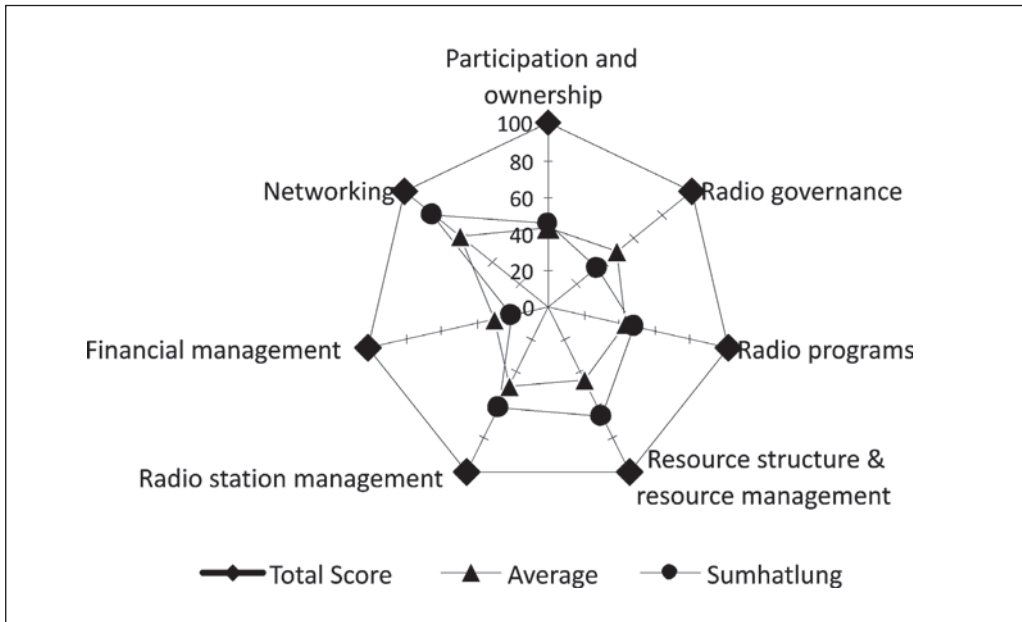 Participation and
ownership
100
80
60
40
20
0
Networking
Radio governance
Financial management
Radio programs
Radio station management
Resource structure &
resource management
Total Score
Average
Sumhatlung